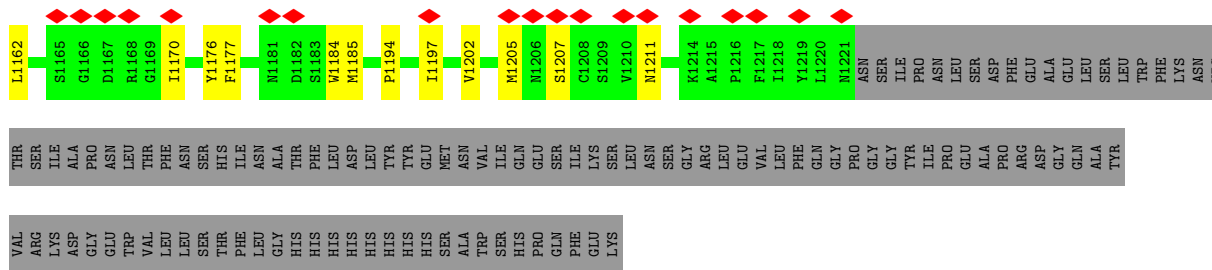 L1162 S1165 G1166 D1167 R1168 G1169 I1170 Y1176 F1177 N1181 D1182 S1183 W1184 M1185 P1194 I1197 V1202 M1205 N1206 S1207 C1208 S1209 V1210 N1211 K1214 A1215 P1216 F1217 I1218 Y1219 L1220 N1221 ASN SER ILE PRO ASN LEU SER ASP PHE GLU ALA GLU LEU SER LEU TRP PHE LYS ASN
THR SER ILE ALA PRO ASN LEU THR PHE ASN SER HIS ILE ASN ALA THR PHE LEU ASP LEU TYR TYR GLU MET ASN VAL ILE GLN GLU SER ILE LYS SER LEU ASN SER GLY ARG LEU GLU VAL LEU PHE GLN GLY PRO GLY GLY TYR ILE PRO GLU ALA PRO ARG ASP GLY GLN ALA TYR
VAL ARG LYS ASP GLY GLU TRP VAL LEU LEU SER THR PHE LEU GLY HIS HIS HIS HIS HIS HIS HIS HIS SER ALA TRP SER HIS PRO GLN PHE GLU LYS